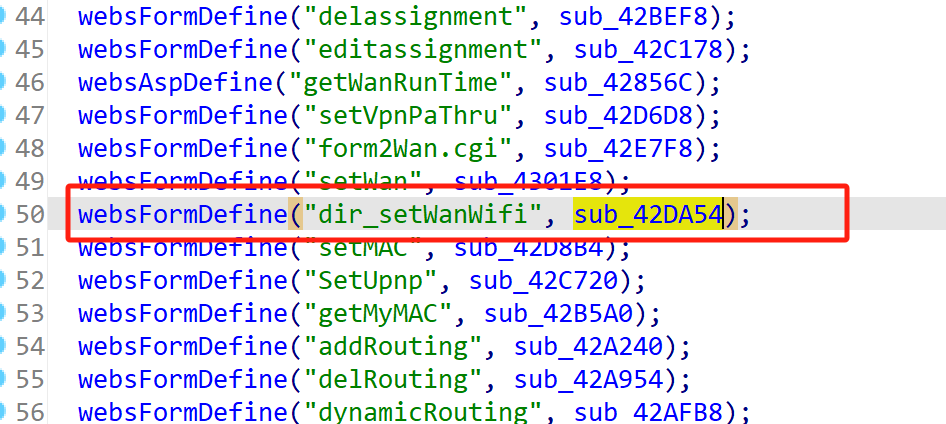 44 websFormDefine("delassignment", sub_42BEF8);
45 websFormDefine("editassignment", sub_42C178);
46 websAspDefine("getWanRunTime", sub_42856C);
47 websFormDefine("setVpnPaThru", sub_42D6D8);
48 websFormDefine("form2Wan.cgi", sub_42E7F8);
49 websFormDefine("setWan", sub_4301E8);
50 websFormDefine("dir_setWanWifi", sub_42DA54);
51 websFormDefine("setMAC", sub_42D8B4);
52 websFormDefine("SetUpnp", sub_42C720);
53 websFormDefine("getMyMAC", sub_42B5A0);
54 websFormDefine("addRouting", sub_42A240);
55 websFormDefine("delRouting", sub_42A954);
56 websFormDefine("dynamicRouting", sub_42AFB8);